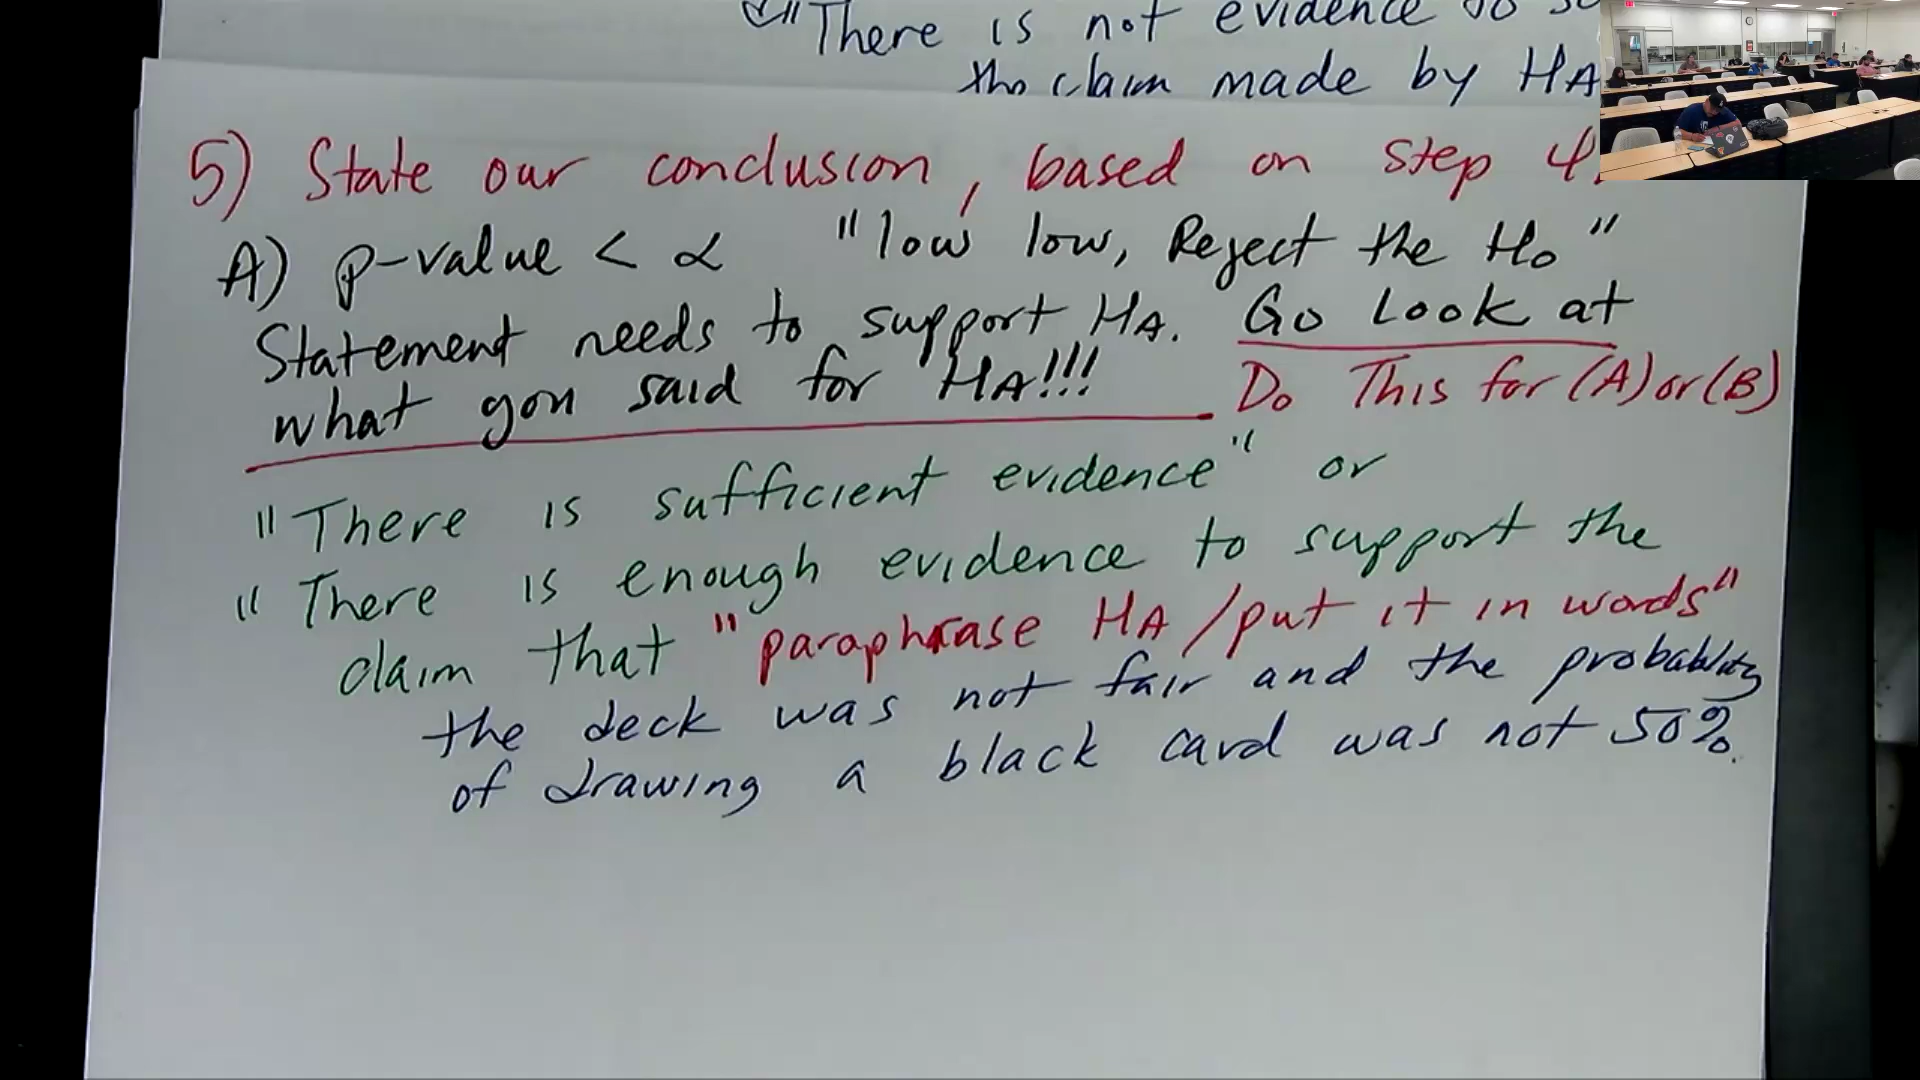 "There is not evidence to
the claim made by HA
5) State our conclusion, based on step 4.
A) p-value < α "low low, Reject the Ho"
Statement needs to support HA. Go Look at
what you said for HA!!! Do This for (A) or (B)
"There is sufficient evidence" or
"There is enough evidence to support the
claim that "paraphrase HA/put it in words"
the deck was not fair and the probability
of drawing a black card was not 50%.